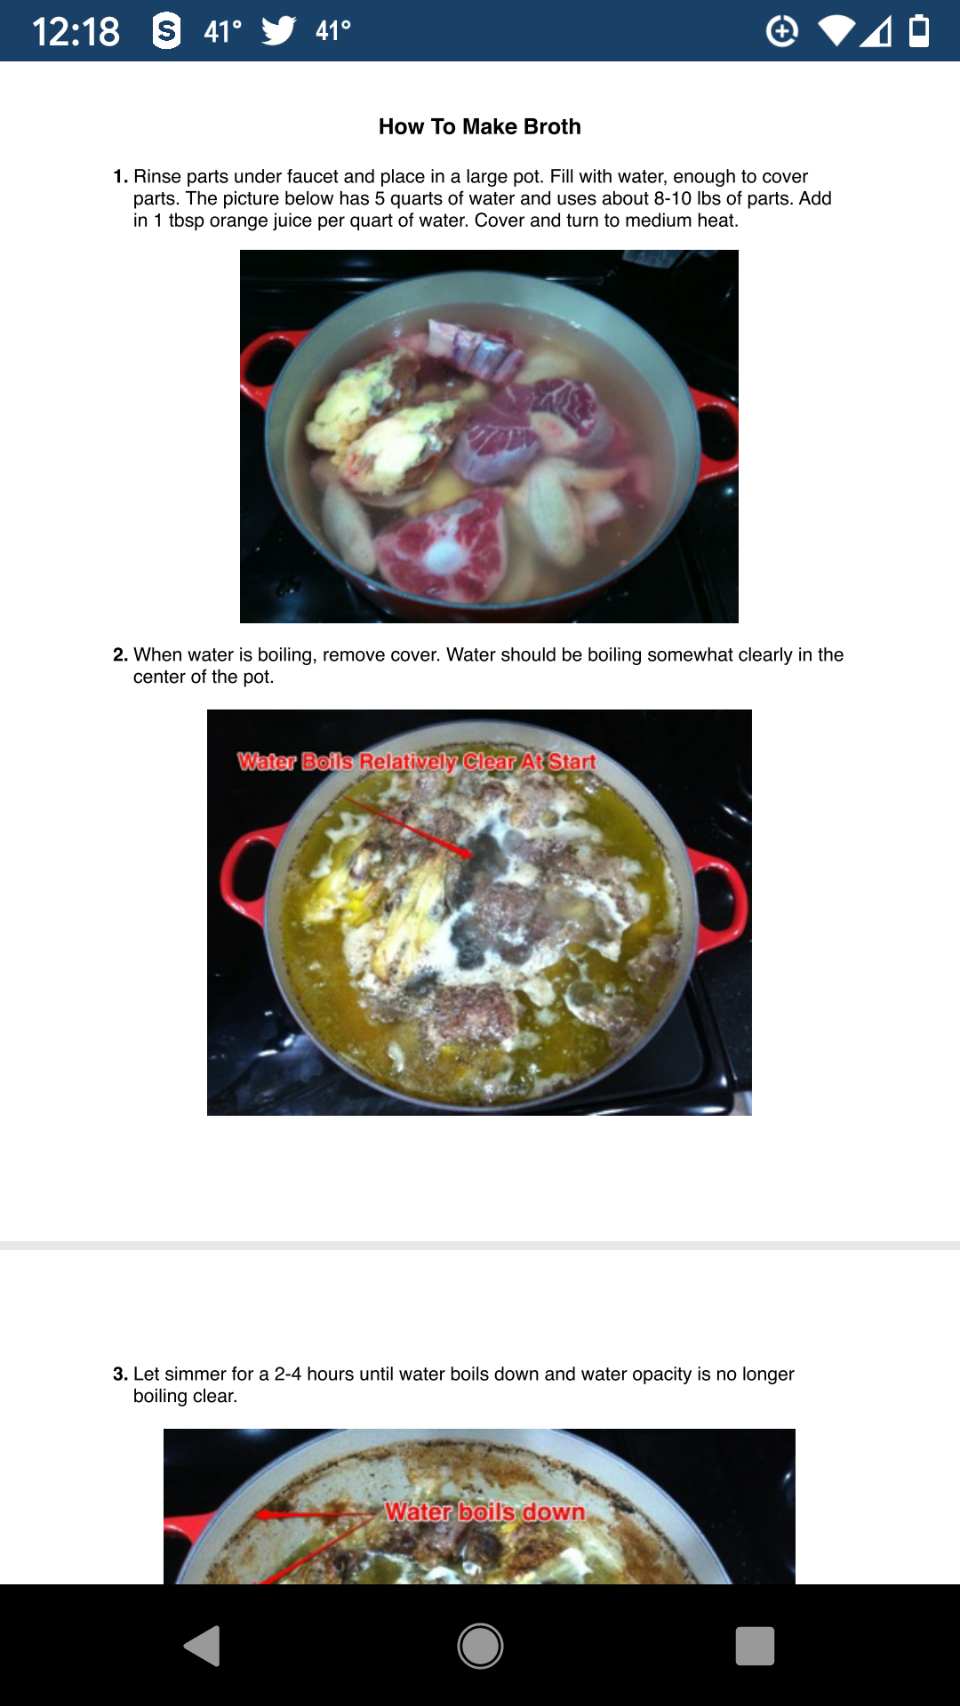 12:18 S 41° 41°
How To Make Broth
1. Rinse parts under faucet and place in a large pot. Fill with water, enough to cover
parts. The picture below has 5 quarts of water and uses about 8-10 lbs of parts. Add
in 1 tbsp orange juice per quart of water. Cover and turn to medium heat.
2. When water is boiling, remove cover. Water should be boiling somewhat clearly in the
center of the pot.
Water Boils Relatively Clear At Start
3. Let simmer for a 2-4 hours until water boils down and water opacity is no longer
boiling clear.
Water boils down